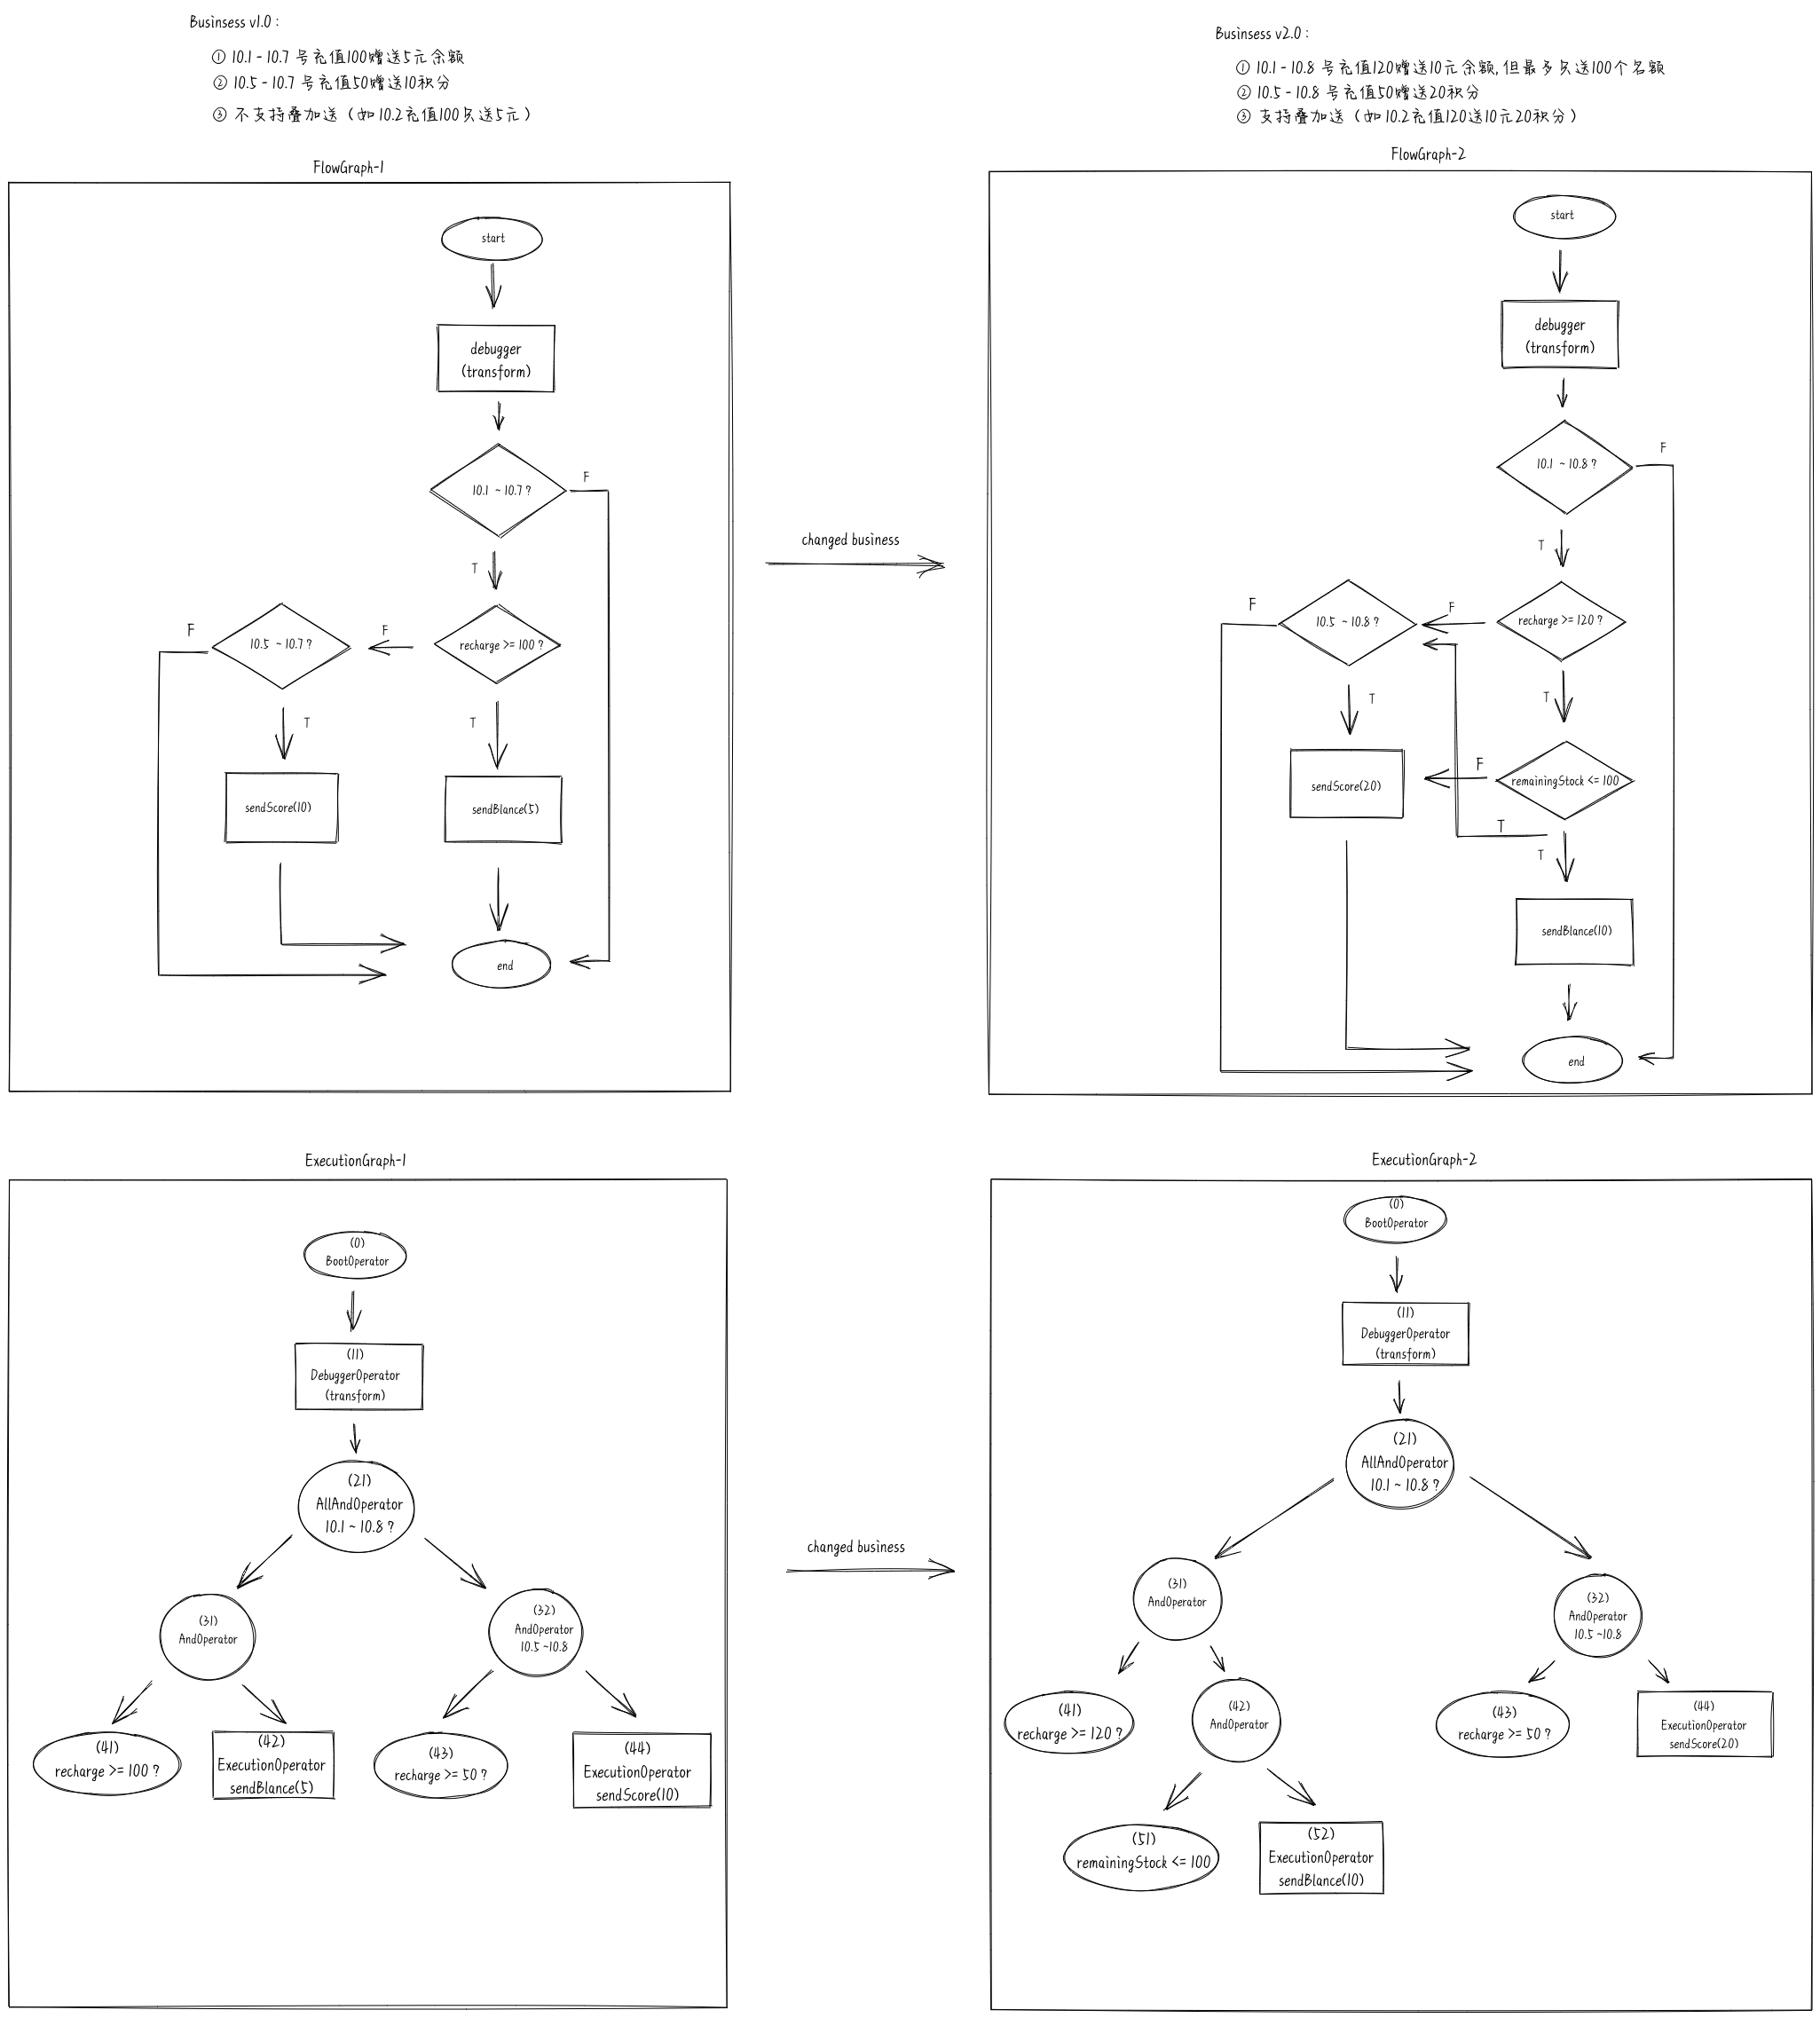 Businsess v1.0 :
① 10.1 - 10.7 号充值100赠送5元余额
② 10.5 - 10.7 号充值50赠送10积分
③ 不支持叠加送（如10.2充值100只送5元）
Businsess v2.0 :
① 10.1 - 10.8 号充值120赠送10元余额, 但最多只送100个名额
② 10.5 - 10.8 号充值50赠送20积分
③ 支持叠加送（如10.2充值120送10元20积分）
FlowGraph-1
start
debugger
(transform)
10.1 ~ 10.7 ?
F
T
recharge >= 100 ?
F
10.5 ~ 10.7 ?
F
T
T
sendScore(10)
sendBlance(5)
end
changed business
FlowGraph-2
start
debugger
(transform)
10.1 ~ 10.8 ?
F
T
recharge >= 120 ?
F
10.5 ~ 10.8 ?
F
T
T
sendScore(20)
F
remainingStock <= 100
T
T
sendBlance(10)
end
ExecutionGraph-1
(0)
BootOperator
(11)
DebuggerOperator
(transform)
(21)
AllAndOperator
10.1 ~ 10.8 ?
(31)
AndOperator
(32)
AndOperator
10.5 ~10.8
(41)
recharge >= 100 ?
(42)
ExecutionOperator
sendBlance(5)
(43)
recharge >= 50 ?
(44)
ExecutionOperator
sendScore(10)
changed business
ExecutionGraph-2
(0)
BootOperator
(11)
DebuggerOperator
(transform)
(21)
AllAndOperator
10.1 ~ 10.8 ?
(31)
AndOperator
(32)
AndOperator
10.5 ~10.8
(41)
recharge >= 120 ?
(42)
AndOperator
(43)
recharge >= 50 ?
(44)
ExecutionOperator
sendScore(20)
(51)
remainingStock <= 100
(52)
ExecutionOperator
sendBlance(10)